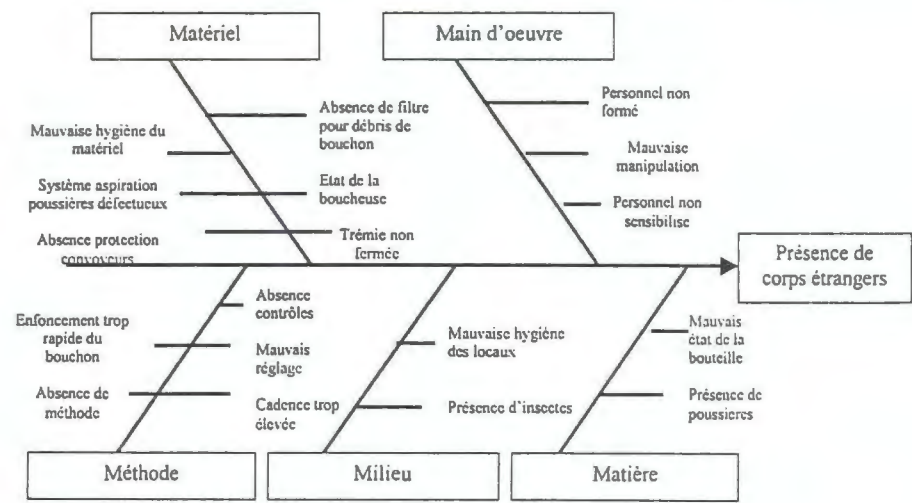 Matériel
Main d'oeuvre
Absence de filtre
pour débris de
bouchon
Mauvaise hygiène du
matériel
Système aspiration
poussières défectueux
Etat de la
boucheuse
Absence protection
convoyeurs
Trémie non
fermée
Personnel non
formé
Mauvaise
manipulation
Personnel non
sensibilise
Présence de
corps étrangers
Absence
contrôles
Enfoncement trop
rapide du
bouchon
Mauvais
réglage
Absence de
méthode
Cadence trop
élevée
Mauvaise hygiène
des locaux
Présence d'insectes
Mauvais
état de la
bouteille
Présence de
poussieres
Méthode
Milieu
Matière